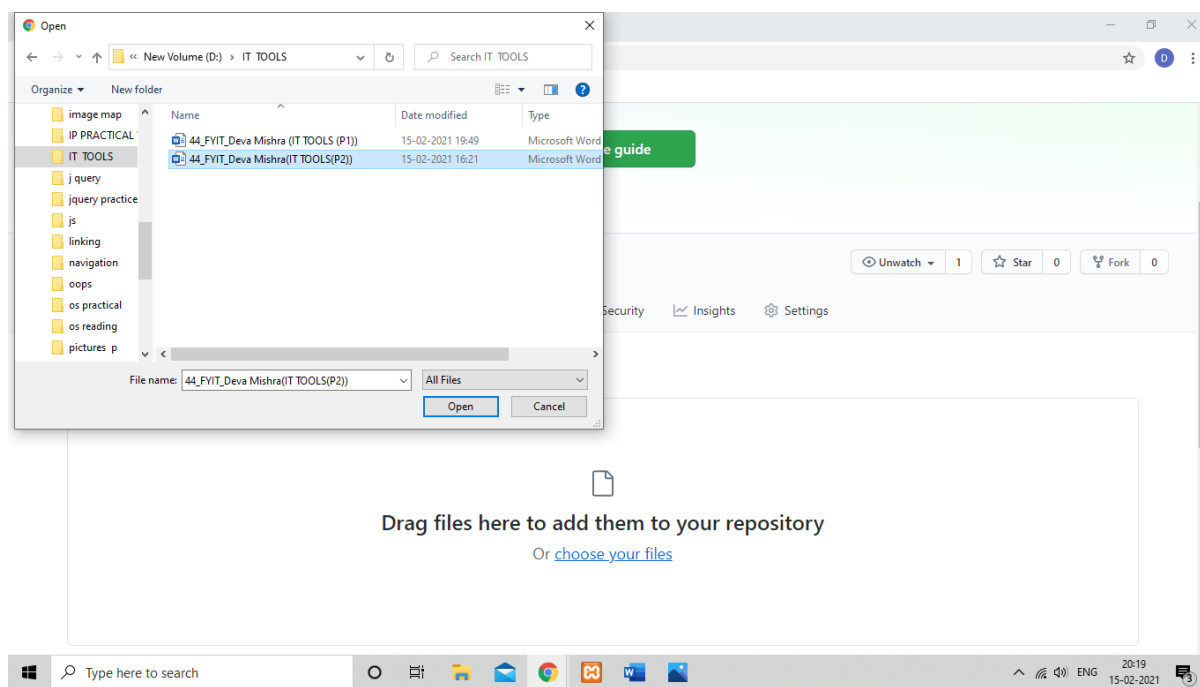 Open
« New Volume (D:) › IT TOOLS
Search IT TOOLS
Organize
New folder
image map
IP PRACTICAL
IT TOOLS
j query
jquery practice
js
linking
navigation
oops
os practical
os reading
pictures p
Name Date modified Type
44_FYIT_Deva Mishra (IT TOOLS (P1)) 15-02-2021 19:49 Microsoft Word
44_FYIT_Deva Mishra(IT TOOLS(P2)) 15-02-2021 16:21 Microsoft Word
File name: 44_FYIT_Deva Mishra(IT TOOLS(P2)) All Files
Open Cancel
D
guide
Unwatch 1 Star 0 Fork 0
Security Insights Settings
Drag files here to add them to your repository
Or choose your files
Type here to search
ENG
20:19
15-02-2021
3